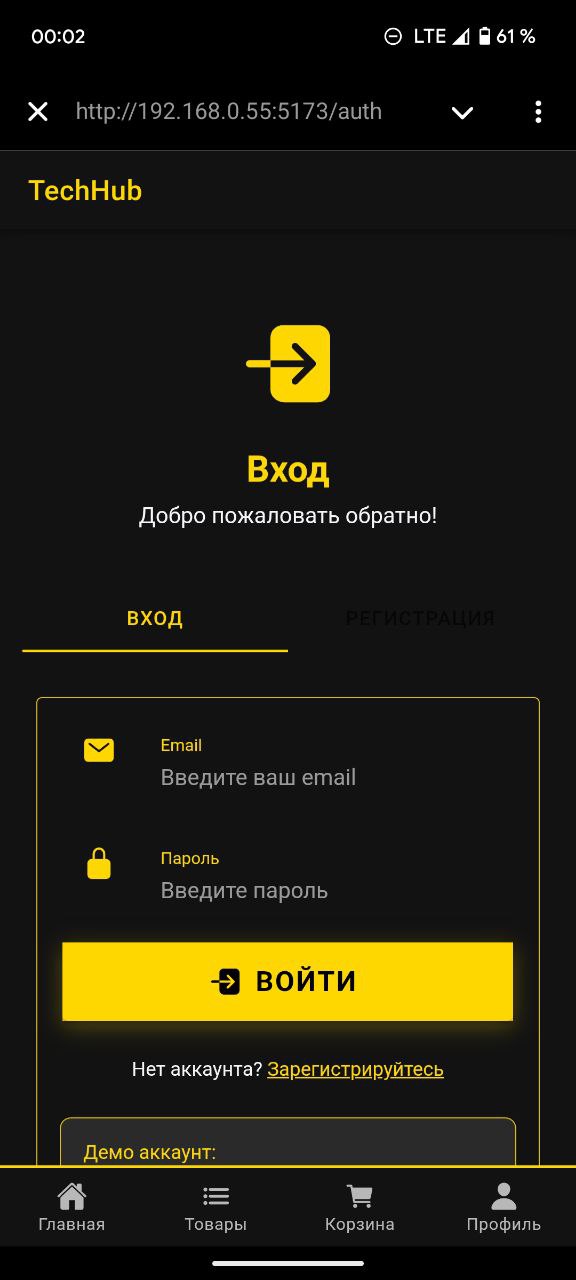 00:02 LTE 61 %
http://192.168.0.55:5173/auth
TechHub
Вход
Добро пожаловать обратно!
ВХОД РЕГИСТРАЦИЯ
Email
Введите ваш email
Пароль
Введите пароль
ВОЙТИ
Нет аккаунта? Зарегистрируйтесь
Демо аккаунт:
Главная Товары Корзина Профиль